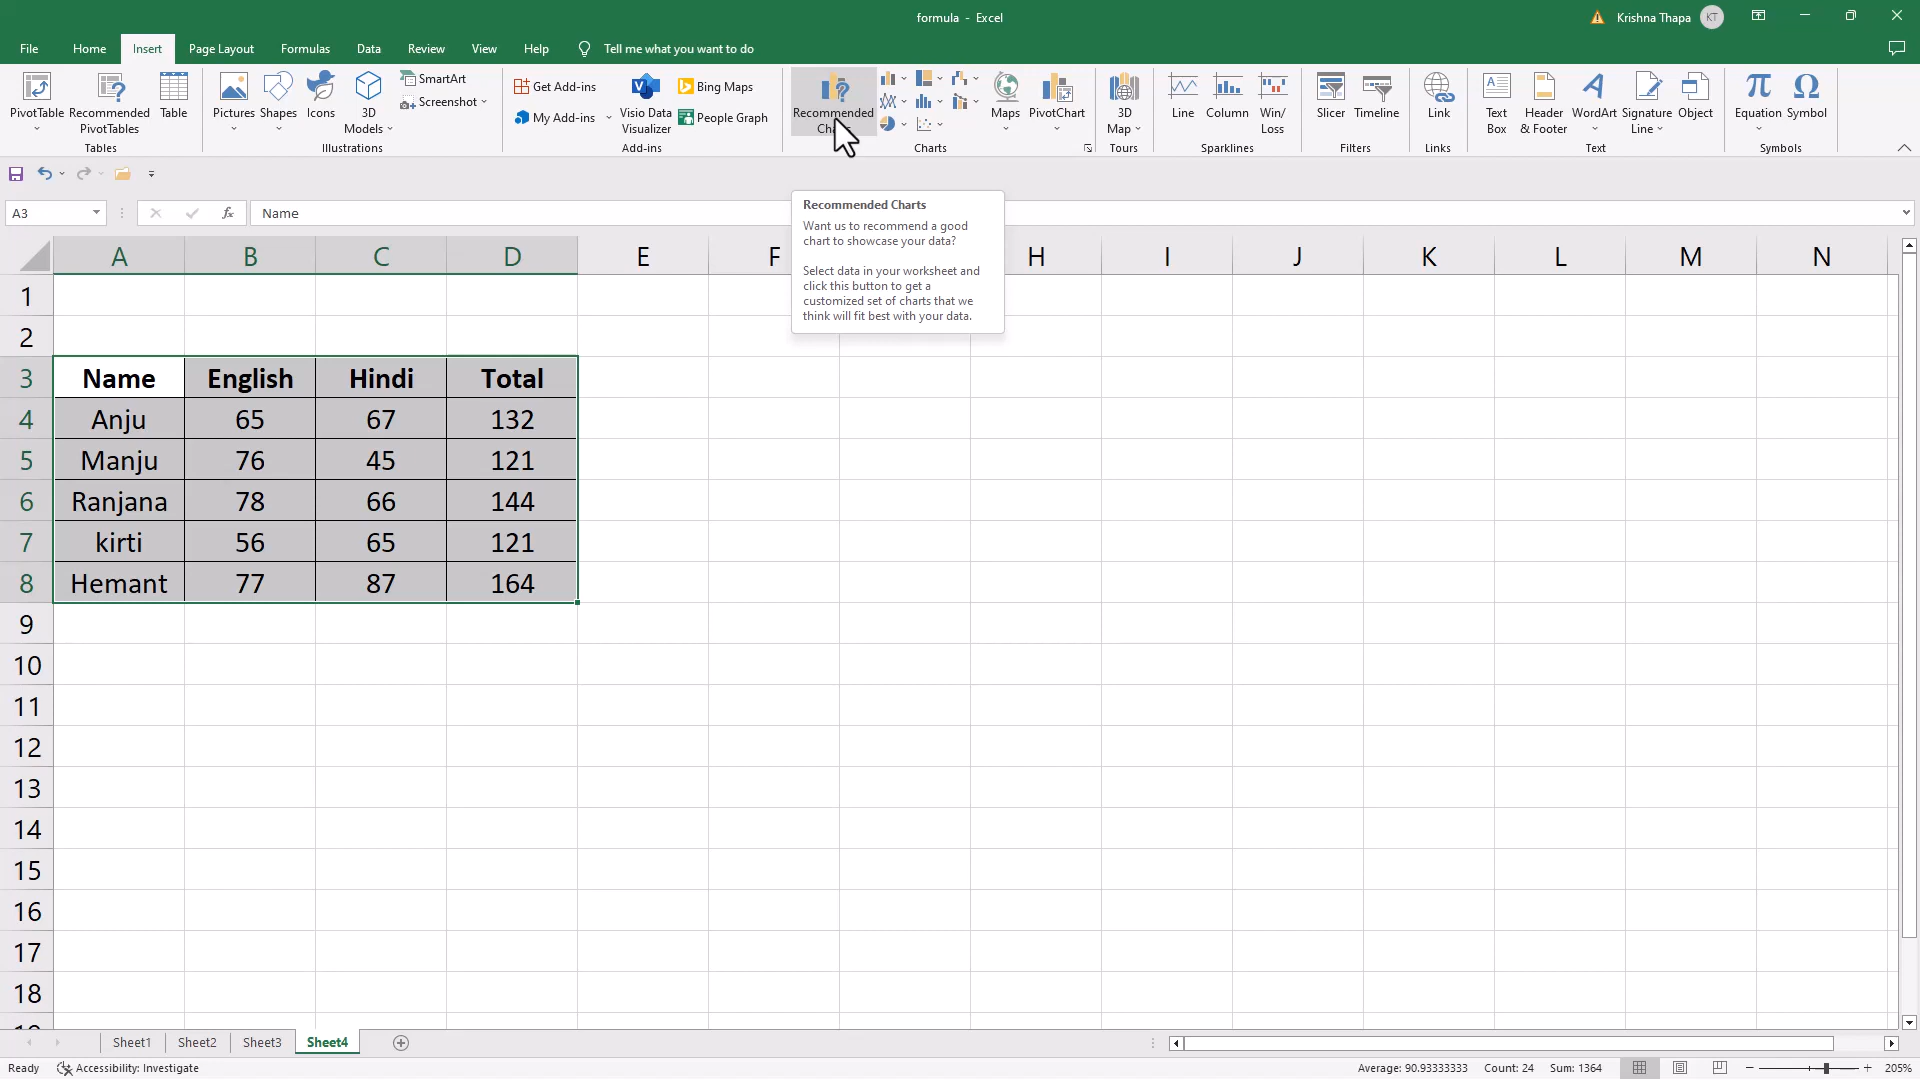 formula - Excel
Krishna Thapa KT
File Home Insert Page Layout Formulas Data Review View Help Tell me what you want to do
PivotTable
Recommended
PivotTables
Table
Tables
Pictures
Shapes
Icons
3D
Models
SmartArt
Screenshot
Illustrations
Get Add-ins
My Add-ins
Visio Data
Visualizer
Bing Maps
People Graph
Add-ins
Recommended
Maps
PivotChart
Charts
3D
Map
Tours
Line
Column
Win/
Loss
Sparklines
Slicer
Timeline
Filters
Link
Links
Text
Box
Header
& Footer
WordArt
Signature
Line
Object
Text
Equation
Symbol
Symbols
A3
fx
Name
Recommended Charts
Want us to recommend a good
chart to showcase your data?
Select data in your worksheet and
click this button to get a
customized set of charts that we
think will fit best with your data.
A B C D E F H I J K L M N
1
2
3 Name English Hindi Total
4 Anju 65 67 132
5 Manju 76 45 121
6 Ranjana 78 66 144
7 kirti 56 65 121
8 Hemant 77 87 164
9
10
11
12
13
14
15
16
17
18
Sheet1 Sheet2 Sheet3 Sheet4
Ready Accessibility: Investigate Average: 90.93333333 Count: 24 Sum: 1364 205%